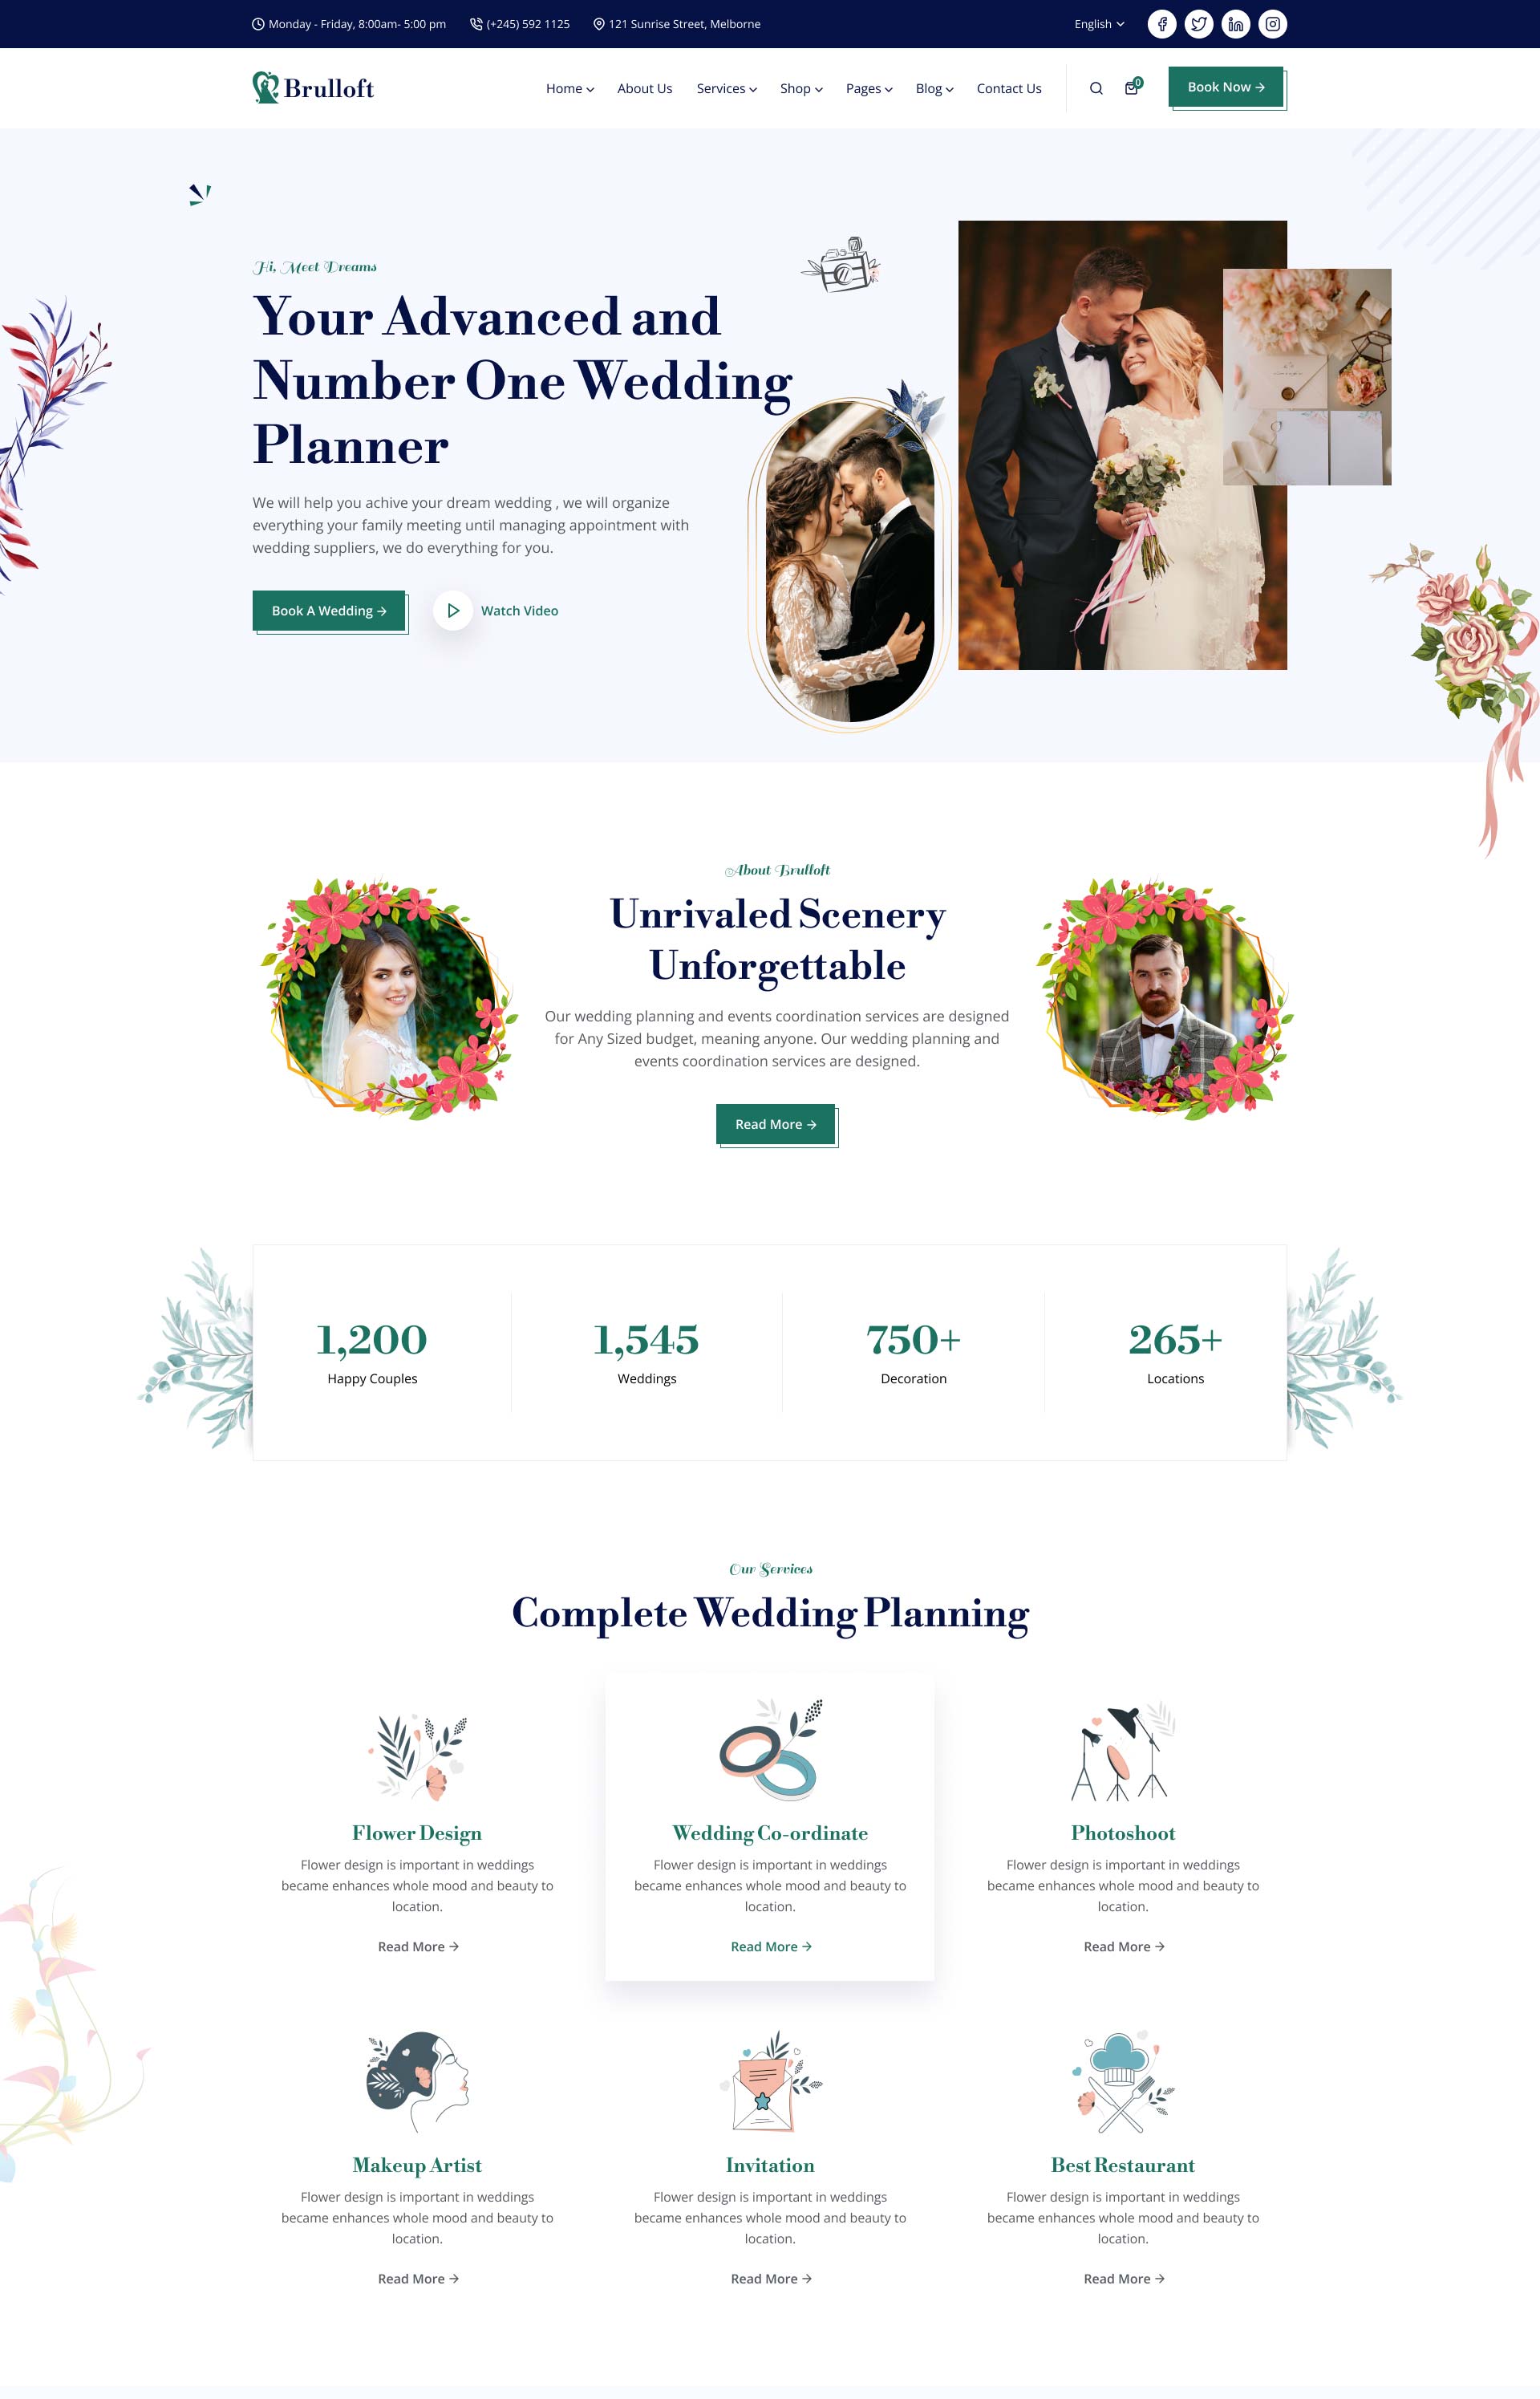 Monday - Friday, 8:00am- 5:00 pm
(+245) 592 1125
121 Sunrise Street, Melborne
English
Brulloft
Home
About Us
Services
Shop
Pages
Blog
Contact Us
0
Book Now
Hi, Meet Dreams
Your Advanced and
Number One Wedding
Planner
We will help you achive your dream wedding , we will organize
everything your family meeting until managing appointment with
wedding suppliers, we do everything for you.
Book A Wedding
Watch Video
About Brulloft
Unrivaled Scenery
Unforgettable
Our wedding planning and events coordination services are designed
for Any Sized budget, meaning anyone. Our wedding planning and
events coordination services are designed.
Read More
1,200
Happy Couples
1,545
Weddings
750+
Decoration
265+
Locations
Our Services
Complete Wedding Planning
Flower Design
Flower design is important in weddings
became enhances whole mood and beauty to
location.
Read More
Wedding Co-ordinate
Flower design is important in weddings
became enhances whole mood and beauty to
location.
Read More
Photoshoot
Flower design is important in weddings
became enhances whole mood and beauty to
location.
Read More
Makeup Artist
Flower design is important in weddings
became enhances whole mood and beauty to
location.
Read More
Invitation
Flower design is important in weddings
became enhances whole mood and beauty to
location.
Read More
Best Restaurant
Flower design is important in weddings
became enhances whole mood and beauty to
location.
Read More